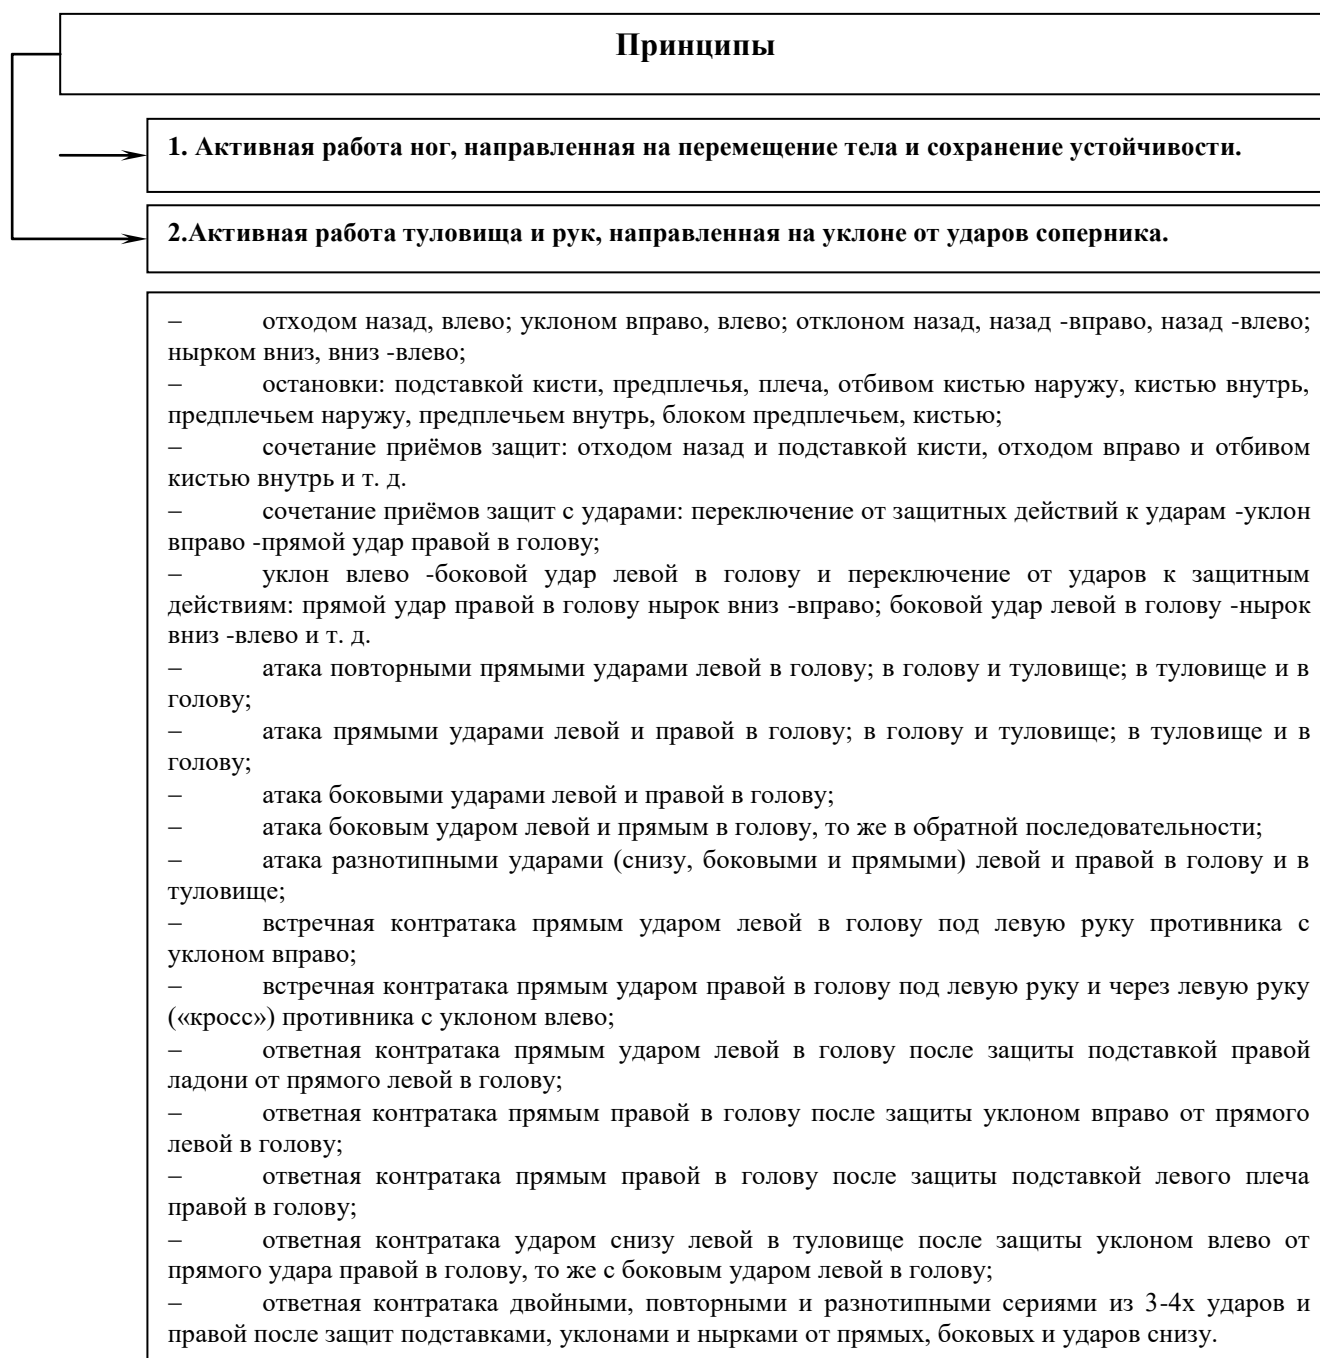 Принципы
1. Активная работа ног, направленная на перемещение тела и сохранение устойчивости.
2.Активная работа туловища и рук, направленная на уклоне от ударов соперника.
– отходом назад, влево; уклоном вправо, влево; отклоном назад, назад -вправо, назад -влево;
нырком вниз, вниз -влево;
– остановки: подставкой кисти, предплечья, плеча, отбивом кистью наружу, кистью внутрь,
предплечьем наружу, предплечьем внутрь, блоком предплечьем, кистью;
– сочетание приёмов защит: отходом назад и подставкой кисти, отходом вправо и отбивом
кистью внутрь и т. д.
– сочетание приёмов защит с ударами: переключение от защитных действий к ударам -уклон
вправо -прямой удар правой в голову;
– уклон влево -боковой удар левой в голову и переключение от ударов к защитным
действиям: прямой удар правой в голову нырок вниз -вправо; боковой удар левой в голову -нырок
вниз -влево и т. д.
– атака повторными прямыми ударами левой в голову; в голову и туловище; в туловище и в
голову;
– атака прямыми ударами левой и правой в голову; в голову и туловище; в туловище и в
голову;
– атака боковыми ударами левой и правой в голову;
– атака боковым ударом левой и прямым в голову, то же в обратной последовательности;
– атака разнотипными ударами (снизу, боковыми и прямыми) левой и правой в голову и в
туловище;
– встречная контратака прямым ударом левой в голову под левую руку противника с
уклоном вправо;
– встречная контратака прямым ударом правой в голову под левую руку и через левую руку
(«кросс») противника с уклоном влево;
– ответная контратака прямым ударом левой в голову после защиты подставкой правой
ладони от прямого левой в голову;
– ответная контратака прямым правой в голову после защиты уклоном вправо от прямого
левой в голову;
– ответная контратака прямым правой в голову после защиты подставкой левого плеча
правой в голову;
– ответная контратака ударом снизу левой в туловище после защиты уклоном влево от
прямого удара правой в голову, то же с боковым ударом левой в голову;
– ответная контратака двойными, повторными и разнотипными сериями из 3-4х ударов и
правой после защит подставками, уклонами и нырками от прямых, боковых и ударов снизу.